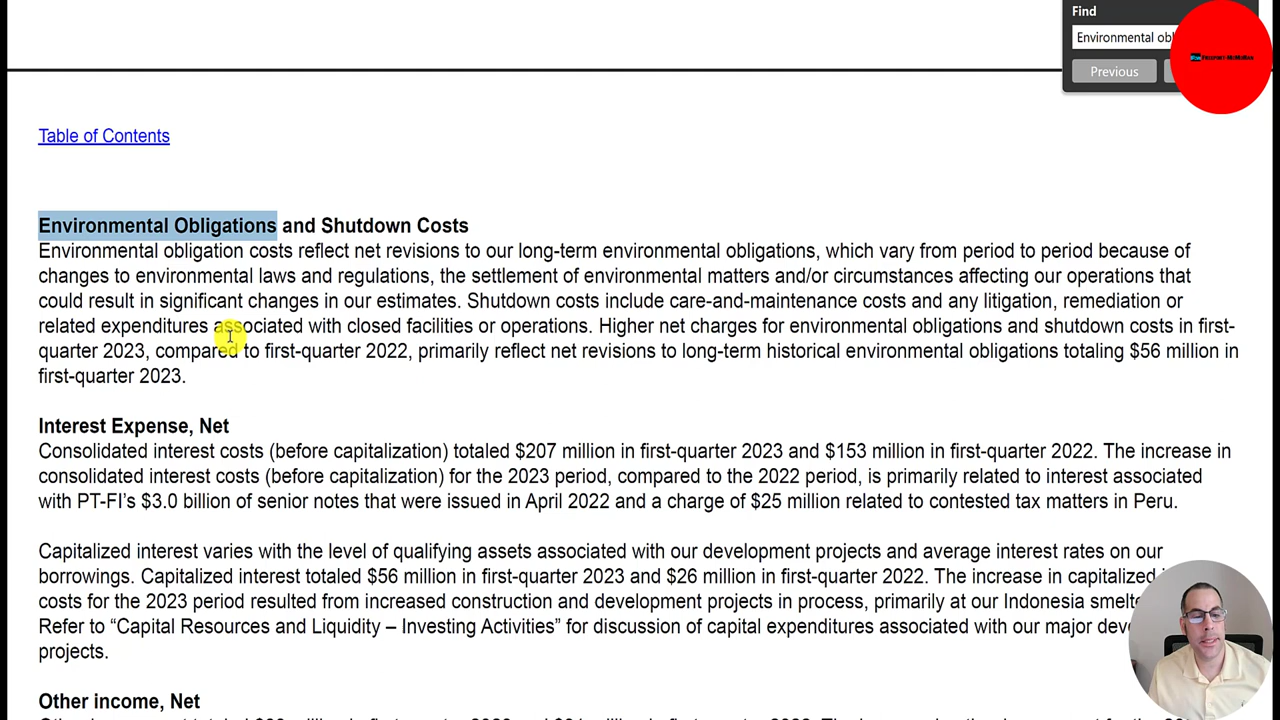 Find
Environmental obl
Previous
Table of Contents
Environmental Obligations and Shutdown Costs
Environmental obligation costs reflect net revisions to our long-term environmental obligations, which vary from period to period because of
changes to environmental laws and regulations, the settlement of environmental matters and/or circumstances affecting our operations that
could result in significant changes in our estimates. Shutdown costs include care-and-maintenance costs and any litigation, remediation or
related expenditures associated with closed facilities or operations. Higher net charges for environmental obligations and shutdown costs in first-
quarter 2023, compared to first-quarter 2022, primarily reflect net revisions to long-term historical environmental obligations totaling $56 million in
first-quarter 2023.
Interest Expense, Net
Consolidated interest costs (before capitalization) totaled $207 million in first-quarter 2023 and $153 million in first-quarter 2022. The increase in
consolidated interest costs (before capitalization) for the 2023 period, compared to the 2022 period, is primarily related to interest associated
with PT-FI’s $3.0 billion of senior notes that were issued in April 2022 and a charge of $25 million related to contested tax matters in Peru.
Capitalized interest varies with the level of qualifying assets associated with our development projects and average interest rates on our
borrowings. Capitalized interest totaled $56 million in first-quarter 2023 and $26 million in first-quarter 2022. The increase in capitalized
costs for the 2023 period resulted from increased construction and development projects in process, primarily at our Indonesia smelte
Refer to “Capital Resources and Liquidity – Investing Activities” for discussion of capital expenditures associated with our major deve
projects.
Other income, Net